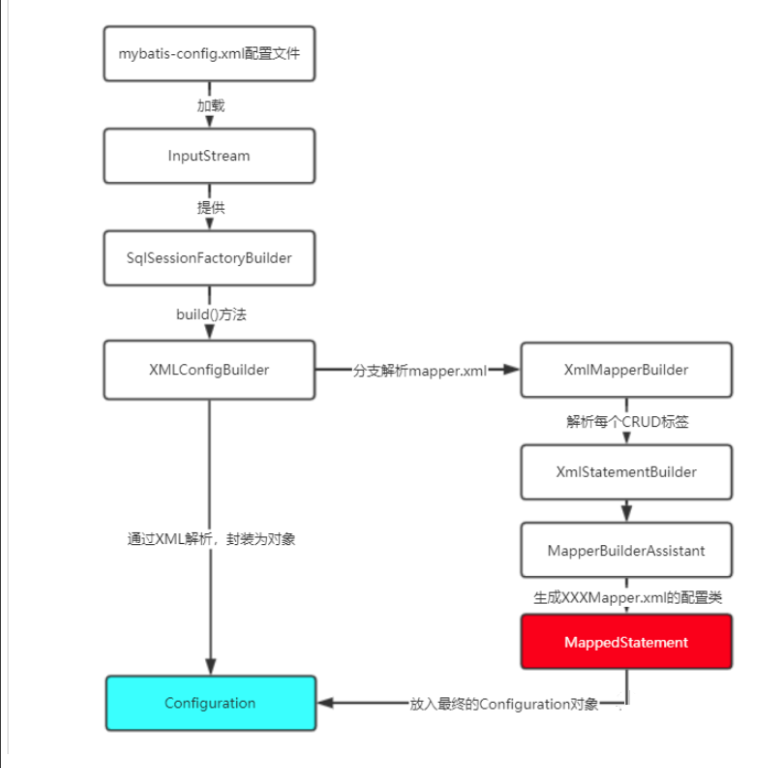 mybatis-config.xml配置文件
加载
InputStream
提供
SqlSessionFactoryBuilder
build()方法
XMLConfigBuilder
分支解析mapper.xml
XmlMapperBuilder
解析每个CRUD标签
XmlStatementBuilder
通过XML解析，封装为对象
MapperBuilderAssistant
生成XXXMapper.xml的配置类
MappedStatement
Configuration
放入最终的Configuration对象